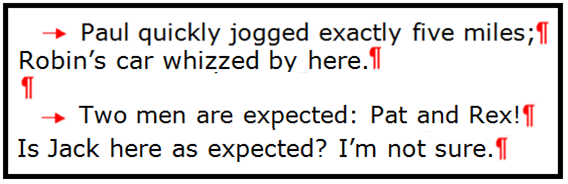 → Paul quickly jogged exactly five miles;¶
Robin’s car whizzed by here.¶
¶
→ Two men are expected: Pat and Rex!¶
Is Jack here as expected? I’m not sure.¶